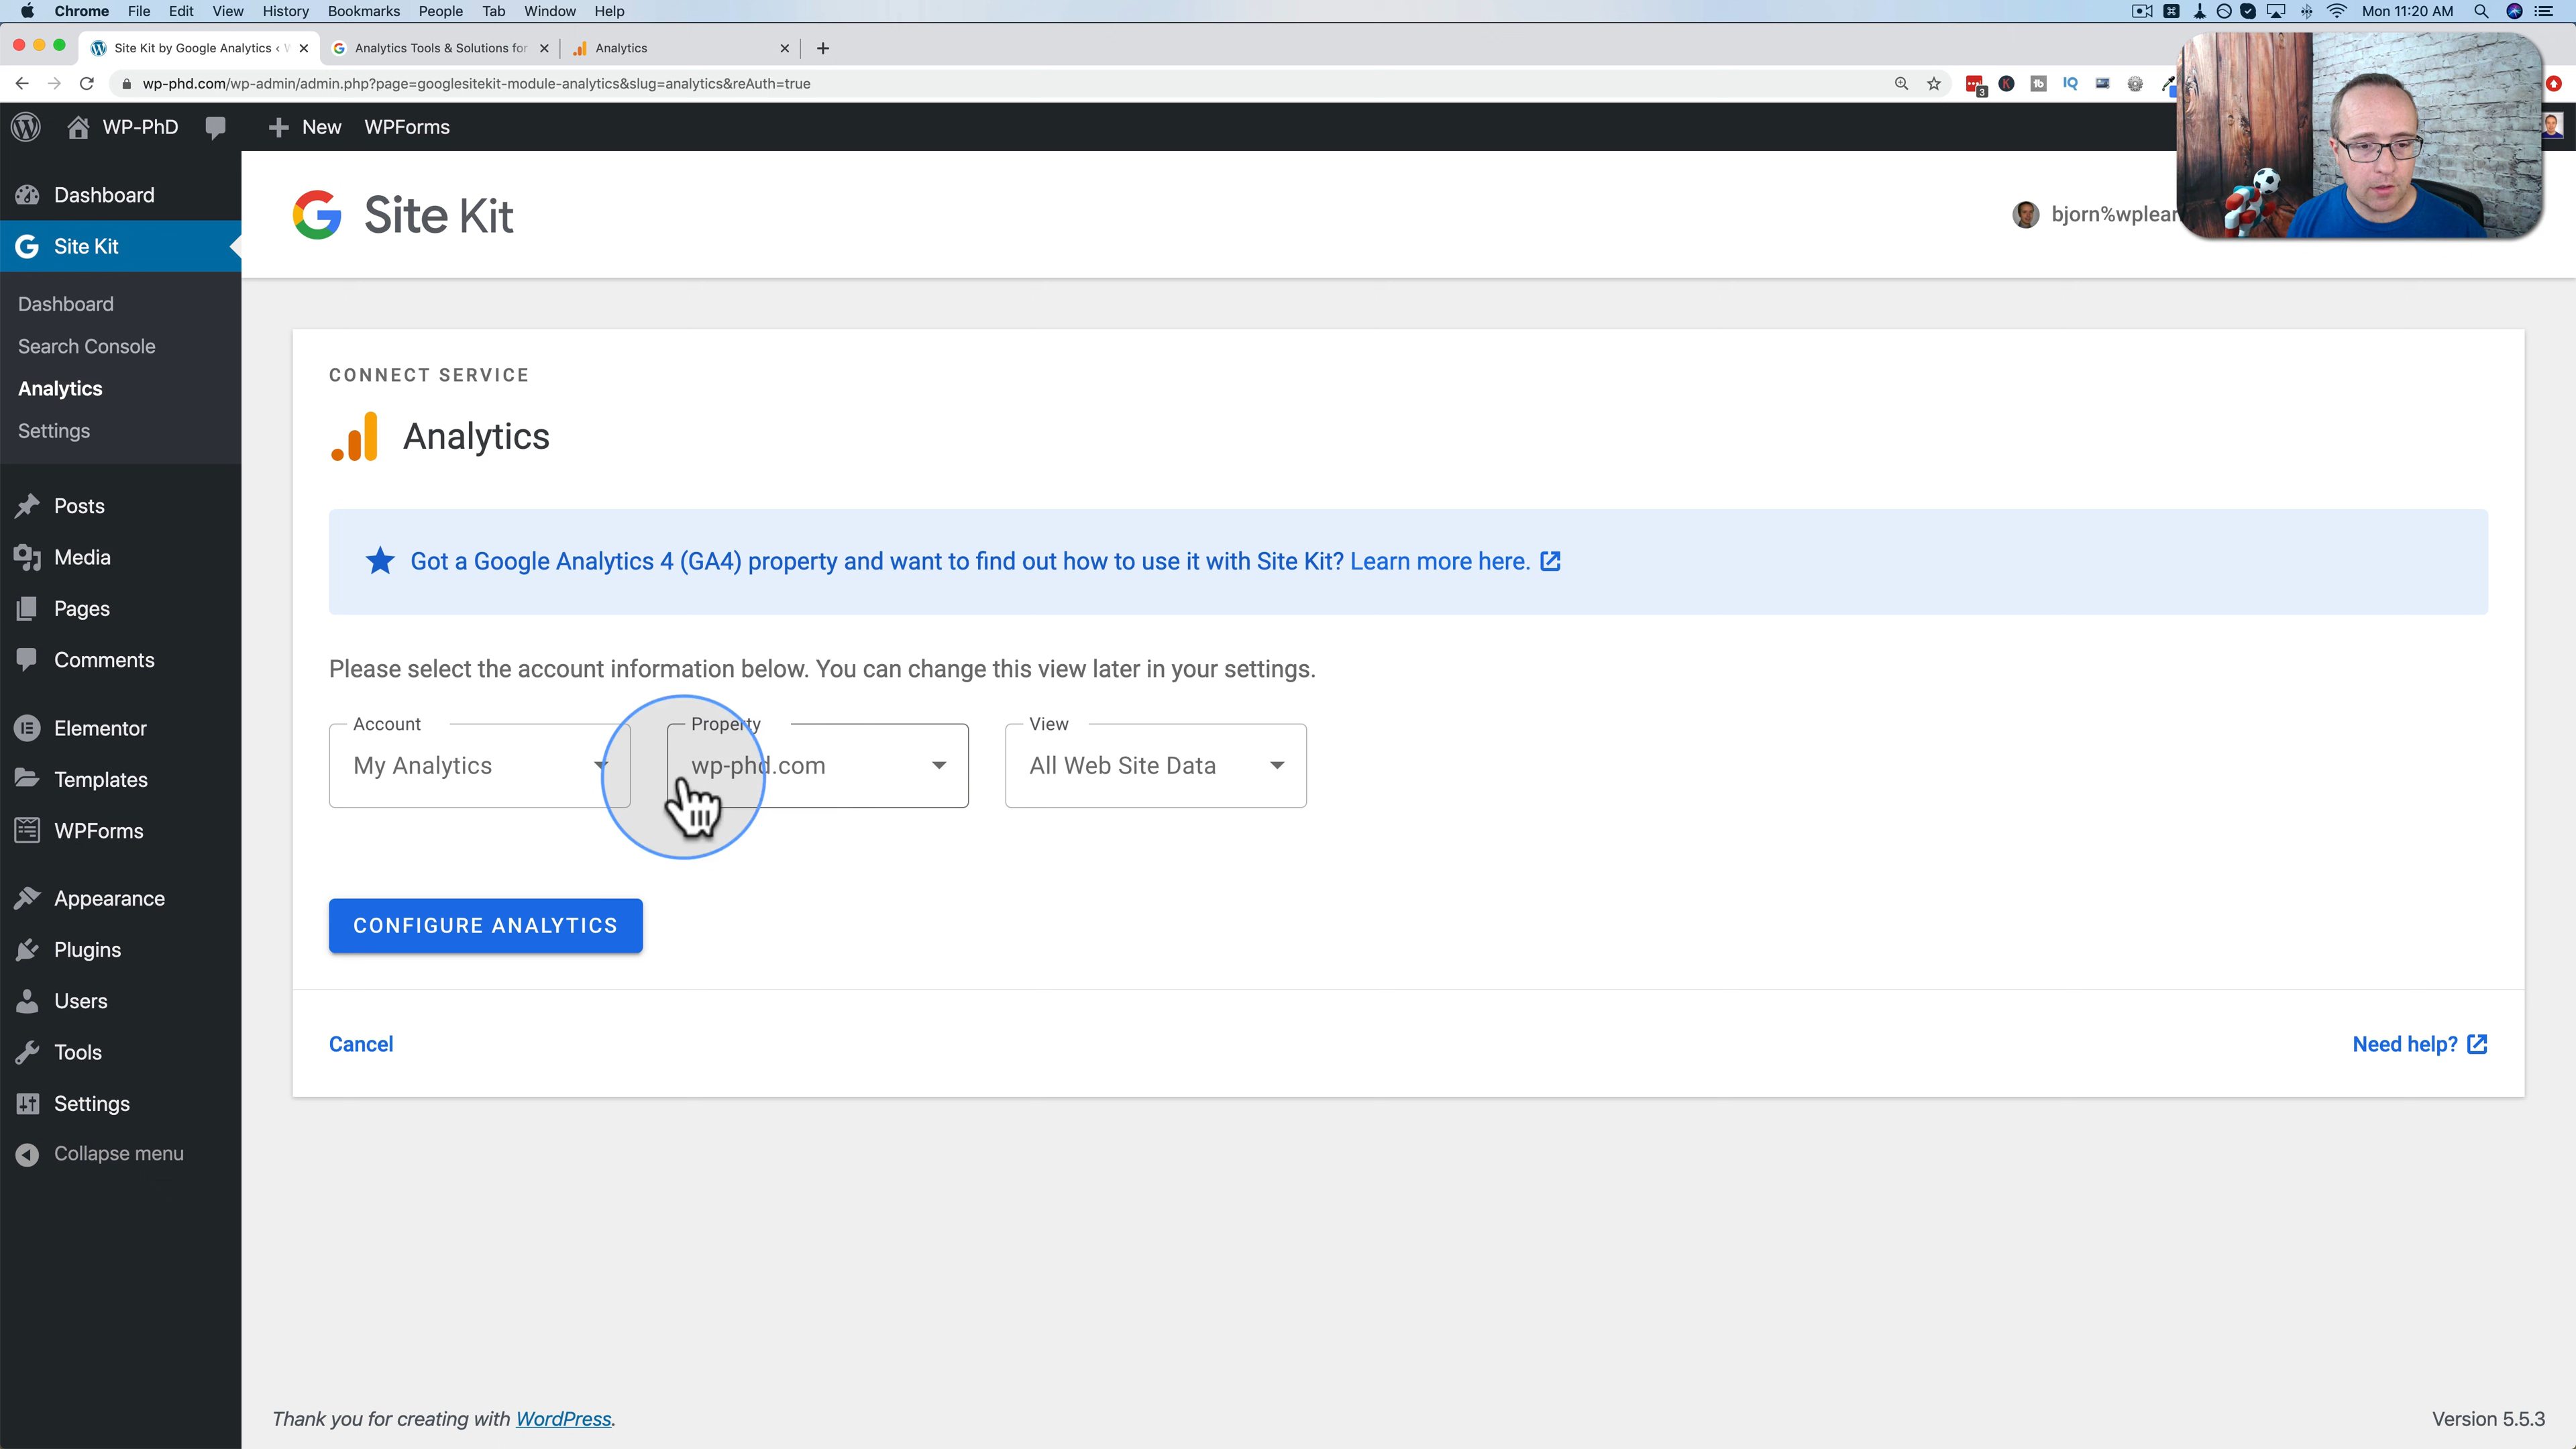 Chrome File Edit View History Bookmarks People Tab Window Help Mon 11:20 AM
Site Kit by Google Analytics ‹ W
Analytics Tools & Solutions for
Analytics
wp-phd.com/wp-admin/admin.php?page=googlesitekit-module-analytics&slug=analytics&reAuth=true
3
tb
IQ
WP-PhD
New
WPForms
Dashboard
Site Kit
Dashboard
Search Console
Analytics
Settings
Posts
Media
Pages
Comments
Elementor
Templates
WPForms
Appearance
Plugins
Users
Tools
Settings
Collapse menu
Site Kit
bjorn%wplear
CONNECT SERVICE
Analytics
Got a Google Analytics 4 (GA4) property and want to find out how to use it with Site Kit? Learn more here.
Please select the account information below. You can change this view later in your settings.
Account
My Analytics
Property
wp-phd.com
View
All Web Site Data
CONFIGURE ANALYTICS
Cancel
Need help?
Thank you for creating with WordPress.
Version 5.5.3